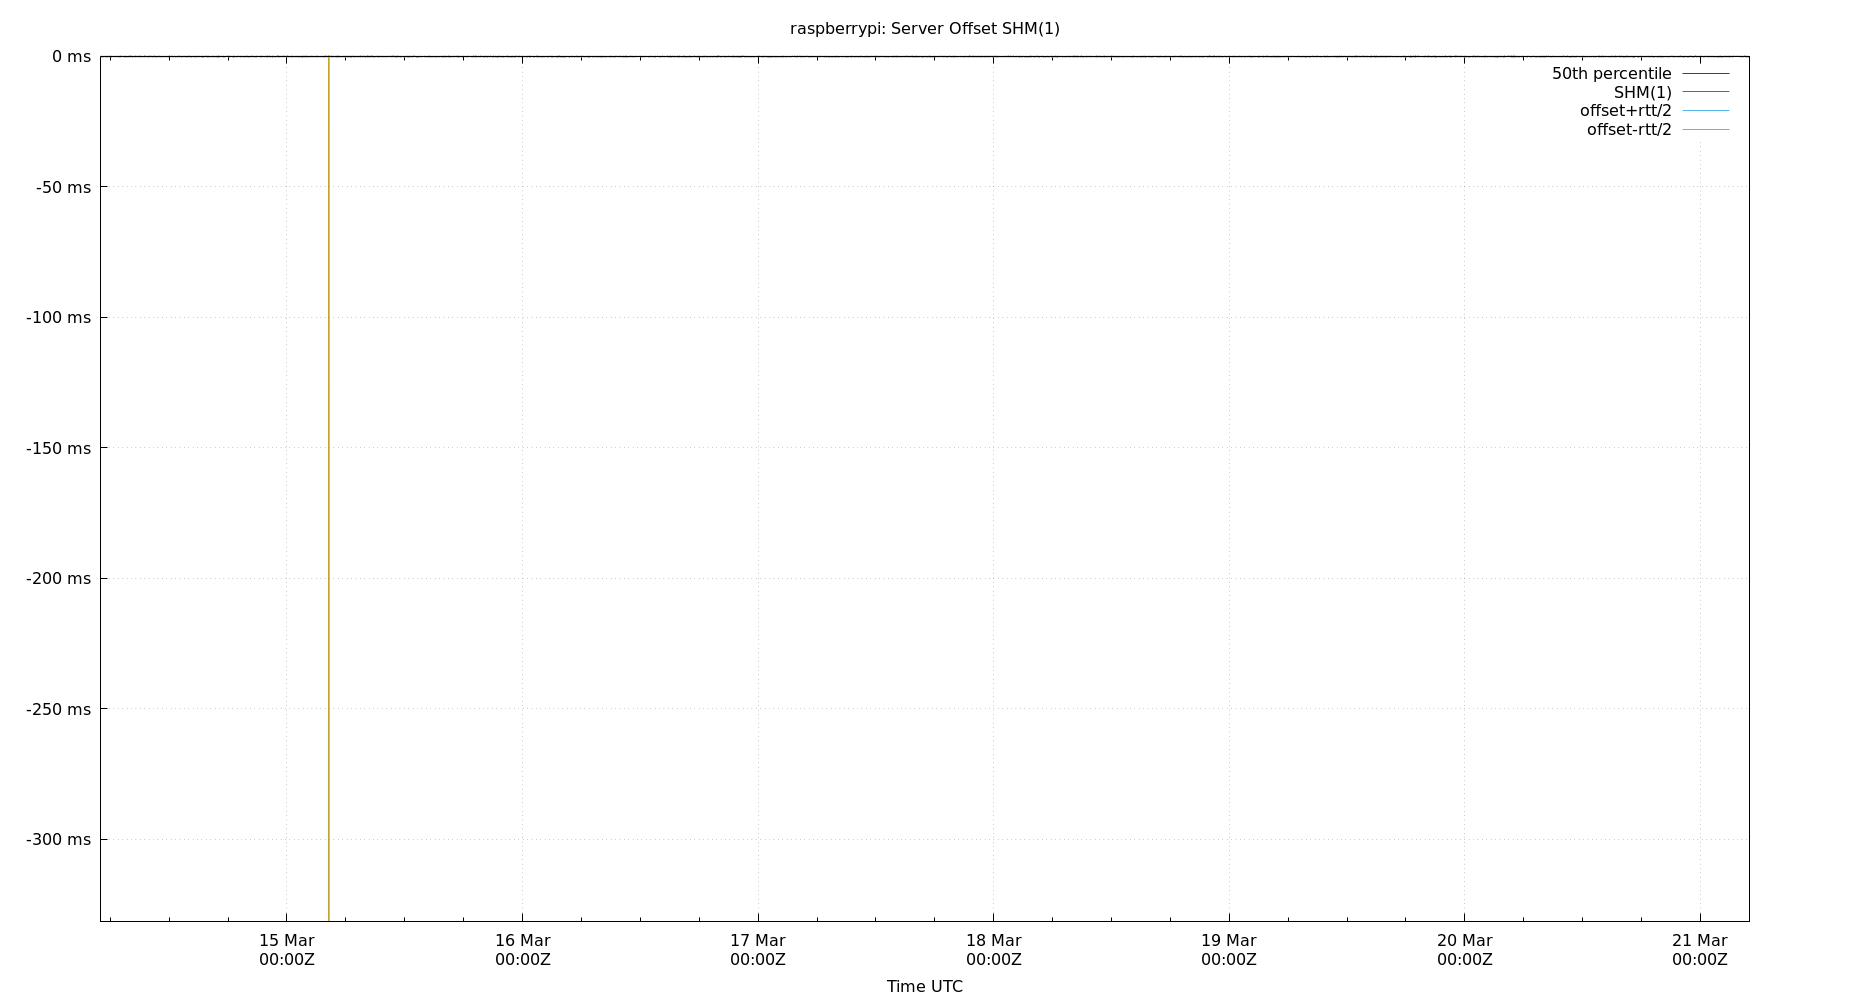 raspberrypi: Server Offset SHM(1)
0 ms
50th percentile
SHM(1)
offset+rtt/2
offset-rtt/2
-50 ms
-100 ms
-150 ms
-200 ms
-250 ms
-300 ms
15 Mar 16 Mar 17 Mar 18 Mar 19 Mar 20 Mar 21 Mar
00:00Z 00:00Z 00:00Z 00:00Z 00:00Z 00:00Z 00:00Z
Time UTC